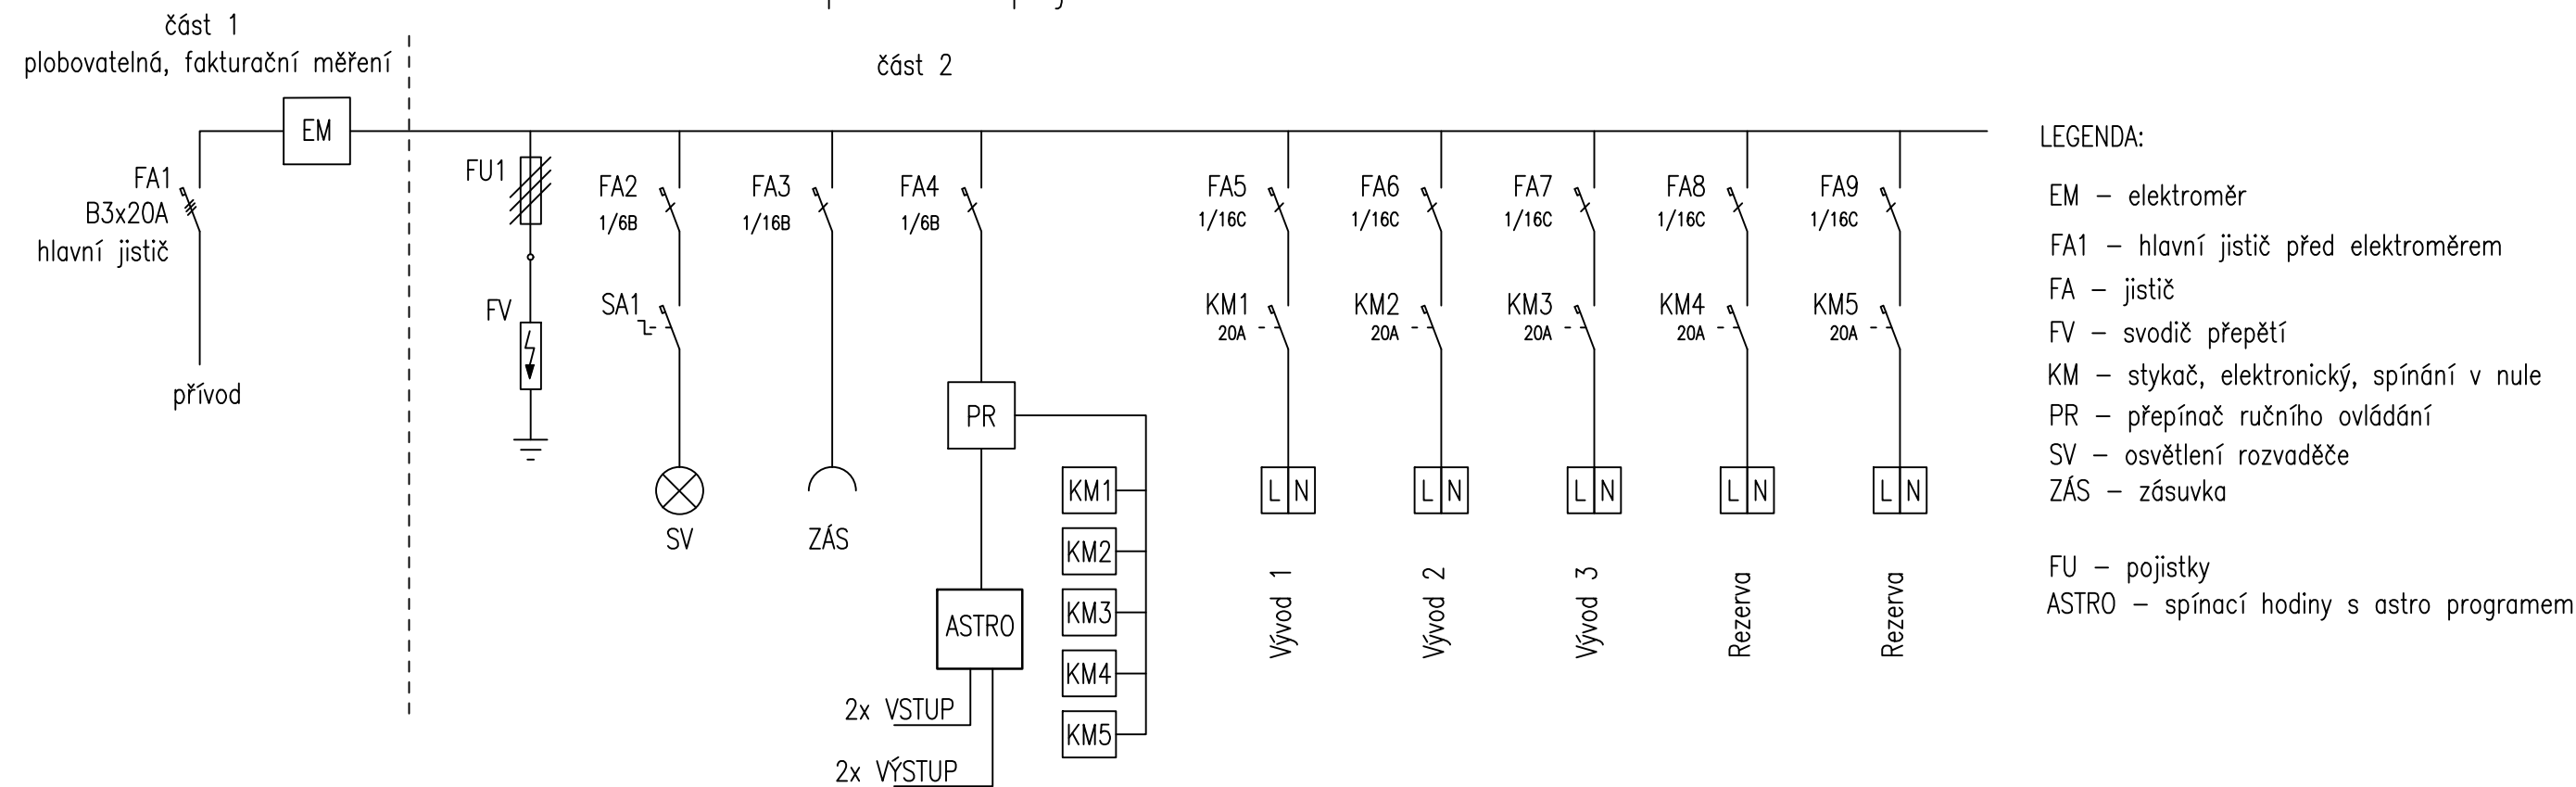 část 1
plobovatelná, fakturační měření
část 2
EM
FA1
B3x20A
hlavní jistič
přívod
FU1
FV
FA2
1/6B
SA1
SV
FA3
1/16B
ZÁS
FA4
1/6B
PR
ASTRO
2x VSTUP
2x VÝSTUP
KM1
KM2
KM3
KM4
KM5
FA5
1/16C
KM1
20A
L N
Vývod 1
FA6
1/16C
KM2
20A
L N
Vývod 2
FA7
1/16C
KM3
20A
L N
Vývod 3
FA8
1/16C
KM4
20A
L N
Rezerva
FA9
1/16C
KM5
20A
L N
Rezerva
LEGENDA:
EM – elektroměr
FA1 – hlavní jistič před elektroměrem
FA – jistič
FV – svodič přepětí
KM – stykač, elektronický, spínání v nule
PR – přepínač ručního ovládání
SV – osvětlení rozvaděče
ZÁS – zásuvka
FU – pojistky
ASTRO – spínací hodiny s astro programem